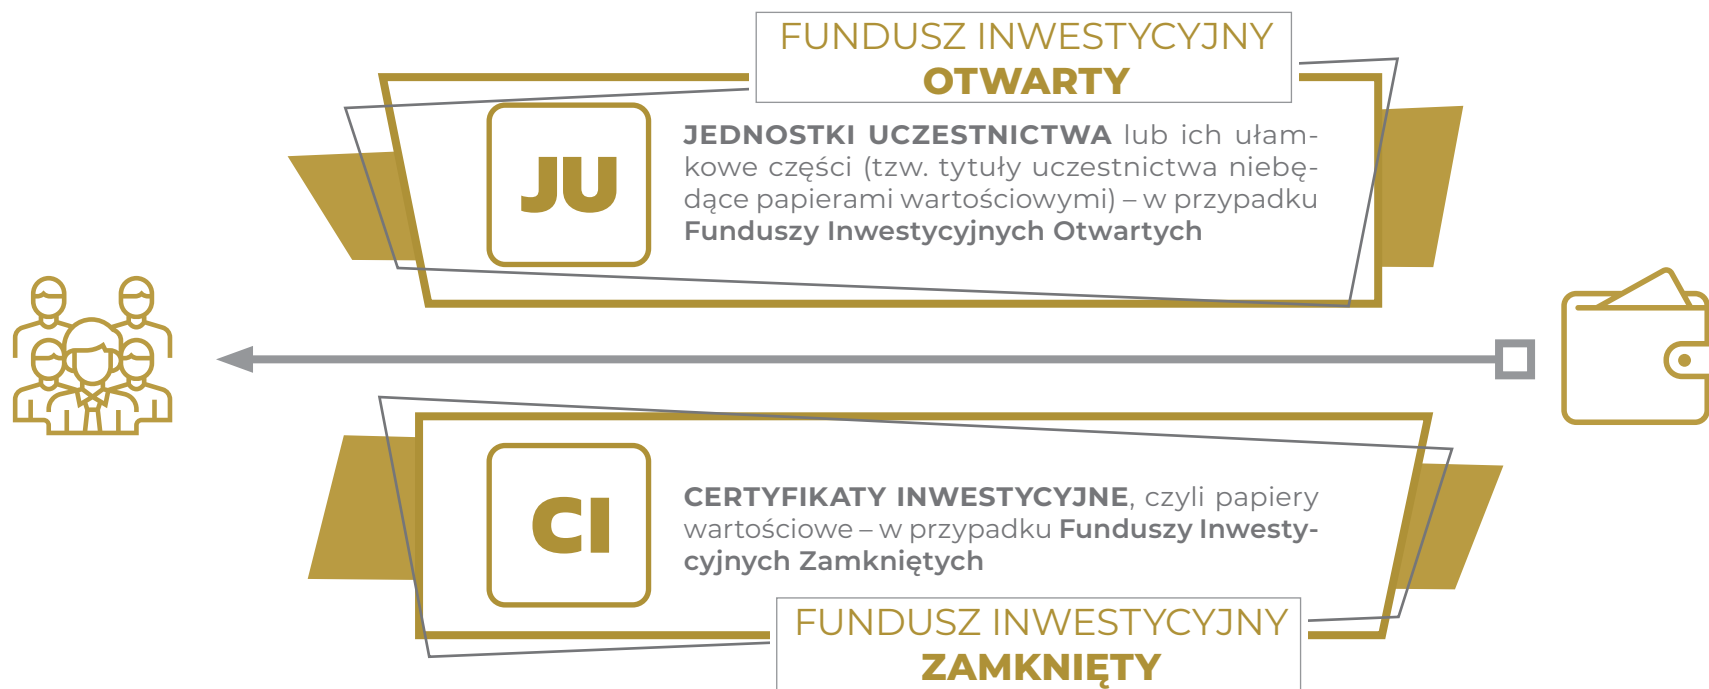 FUNDUSZ INWESTYCYJNY
OTWARTY
JU
JEDNOSTKI UCZESTNICTWA lub ich ułam-
kowe części (tzw. tytuły uczestnictwa niebę-
dące papierami wartościowymi) – w przypadku
Funduszy Inwestycyjnych Otwartych
CI
CERTYFIKATY INWESTYCYJNE, czyli papiery
wartościowe – w przypadku Funduszy Inwesty-
cyjnych Zamkniętych
FUNDUSZ INWESTYCYJNY
ZAMKNIĘTY